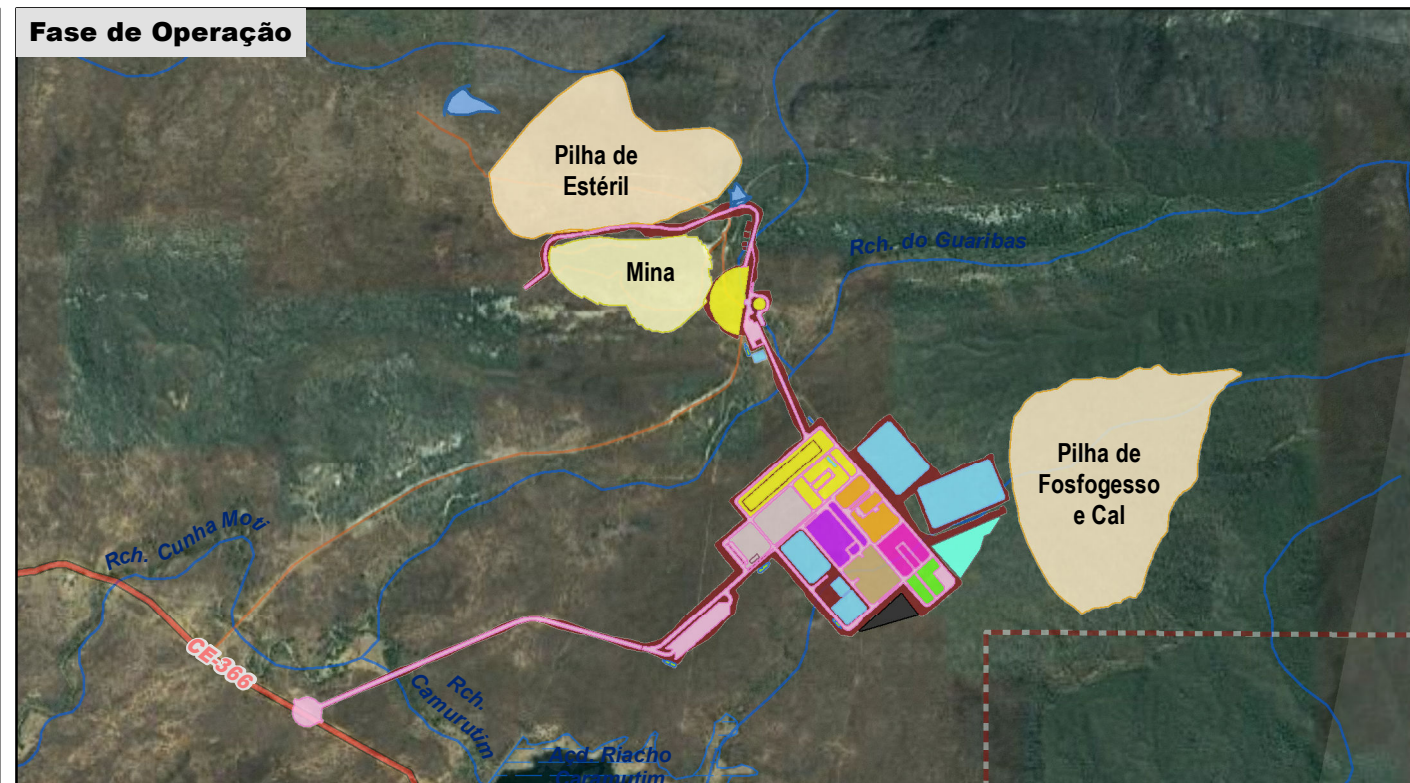 Fase de Operação
Pilha de
Estéril
Mina
Rch. do Guaribas
Pilha de
Fosfogesso
e Cal
Rch. Cunha Moti
CE-366
Rch.
Camurutim
Açd. Riacho
Caramutim